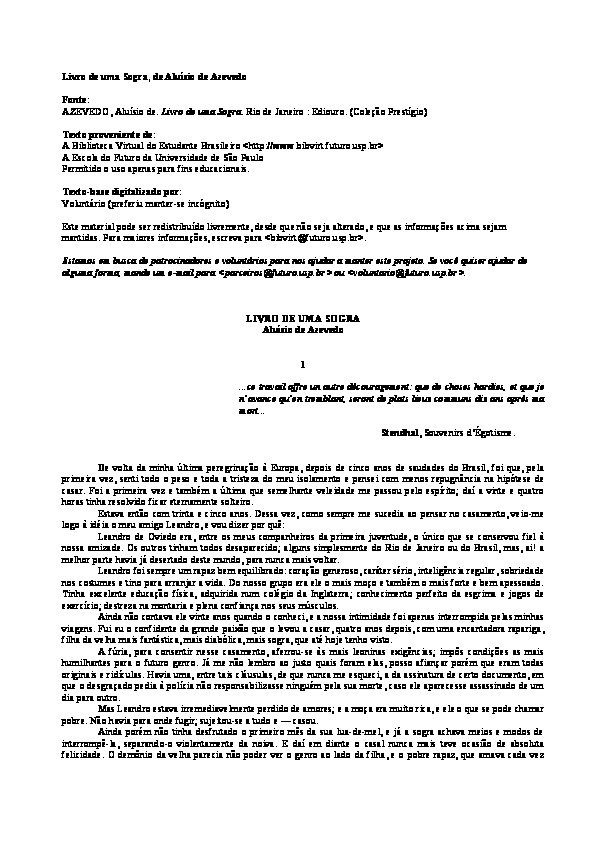 Livro de uma Sogra, de Aluísio de Azevedo
Fonte:
AZEVEDO, Aluísio de. Livro de uma Sogra. Rio de Janeiro : Ediouro. (Coleção Prestígio)
Texto proveniente de:
A Biblioteca Virtual do Estudante Brasileiro <http://www.bibvirt.futuro.usp.br>
A Escola do Futuro da Universidade de São Paulo
Permitido o uso apenas para fins educacionais.
Texto-base digitalizado por:
Voluntário (preferiu manter-se incógnito)
Este material pode ser redistribuído livremente, desde que não seja alterado, e que as informações acima sejam
mantidas. Para maiores informações, escreva para <bibvirt@futuro.usp.br>.
Estamos em busca de patrocinadores e voluntários para nos ajudar a manter este projeto. Se você quiser ajudar de
alguma forma, mande um e-mail para <parceiros@futuro.usp.br> ou <voluntario@futuro.usp.br>.
LIVRO DE UMA SOGRA
Aluísio de Azevedo
1
...ce travail offre un autre découragement: que de choses hardies, et que je
n'avance qu'en tremblant, seront de plats lieux communs dix ans après ma
mort...
Stendhal, Souvenirs d'Égotisme.
De volta da minha última peregrinação à Europa, depois de cinco anos de saudades do Brasil, foi que, pela
primeira vez, senti todo o peso e toda a tristeza do meu isolamento e pensei com menos repugnância na hipótese de
casar. Foi a primeira vez e também a última que semelhante veleidade me passou pelo espírito; daí a vinte e quatro
horas tinha resolvido ficar eternamente solteiro.
Estava então com trinta e cinco anos. Dessa vez, como sempre me sucedia ao pensar no casamento, veio-me
logo à idéia o meu amigo Leandro, e vou dizer por quê:
Leandro de Oviedo era, entre os meus companheiros da primeira juventude, o único que se conservou fiel à
nossa amizade. Os outros tinham todos desaparecido; alguns simplesmente do Rio de Janeiro ou do Brasil, mas, ai! a
melhor parte havia já desertado deste mundo, para nunca mais voltar.
Leandro foi sempre um rapaz bem equilibrado: coração generoso, caráter sério, inteligência regular, sobriedade
nos costumes e tino para arranjar a vida. Do nosso grupo era ele o mais moço e também o mais forte e bem apessoado.
Tinha excelente educação física, adquirida num colégio da Inglaterra; conhecimento perfeito da esgrima e jogos de
exercício; destreza na montaria e plena confiança nos seus músculos.
Ainda não contava ele vinte anos quando o conheci, e a nossa intimidade foi apenas interrompida pelas minhas
viagens. Fui eu o confidente da grande paixão que o levou a casar, quatro anos depois, com uma encantadora rapariga,
filha da velha mais fantástica, mais diabólica, mais sogra, que até hoje tenho visto.
A fúria, para consentir nesse casamento, aferrou-se às mais leoninas exigências; impôs condições as mais
humilhantes para o futuro genro. Já me não lembro ao justo quais foram elas, posso afiançar porém que eram todas
originais e ridículas. Havia uma, entre tais cláusulas, de que nunca me esqueci, a da assinatura de certo documento, em
que o desgraçado pedia à polícia não responsabilizasse ninguém pela sua morte, caso ele aparecesse assassinado de um
dia para outro.
Mas Leandro estava irremediavelmente perdido de amores; e a moça era muito rica, e ele o que se pode chamar
pobre. Não havia para onde fugir; sujeitou-se a tudo e — casou.
Ainda porém não tinha desfrutado o primeiro mês da sua lua-de-mel, e já a sogra achava meios e modos de
interrompê-la, separando-o violentamente da noiva. E daí em diante o casal nunca mais teve ocasião de absoluta
felicidade. O demônio da velha parecia não poder ver o genro ao lado da filha, e o pobre rapaz, que amava cada vez